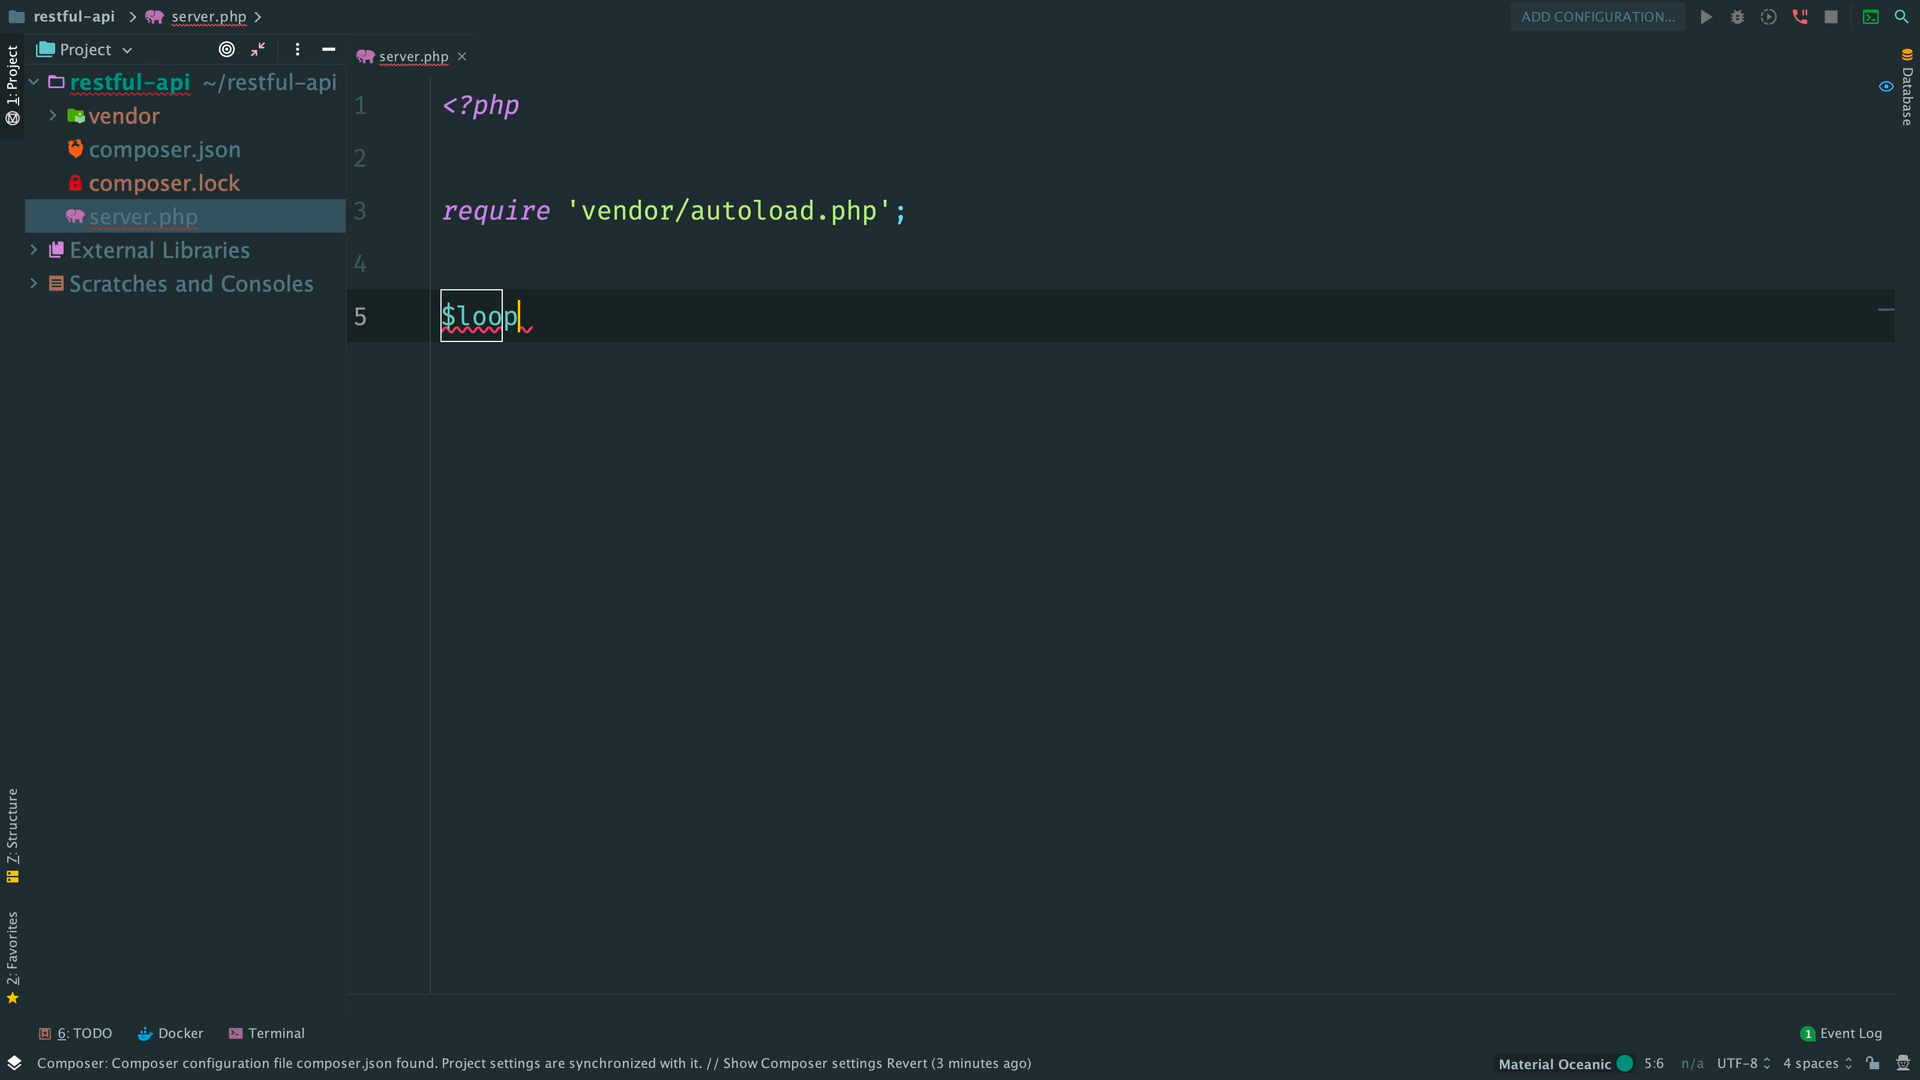 restful-api
server.php
ADD CONFIGURATION...
1: Project
Project
restful-api ~/restful-api
vendor
composer.json
composer.lock
server.php
External Libraries
Scratches and Consoles
server.php
1 <?php
2
3 require 'vendor/autoload.php';
4
5 $loop
Database
7: Structure
2: Favorites
6: TODO
Docker
Terminal
1 Event Log
Composer: Composer configuration file composer.json found. Project settings are synchronized with it. // Show Composer settings Revert (3 minutes ago)
Material Oceanic
5:6
n/a
UTF-8
4 spaces